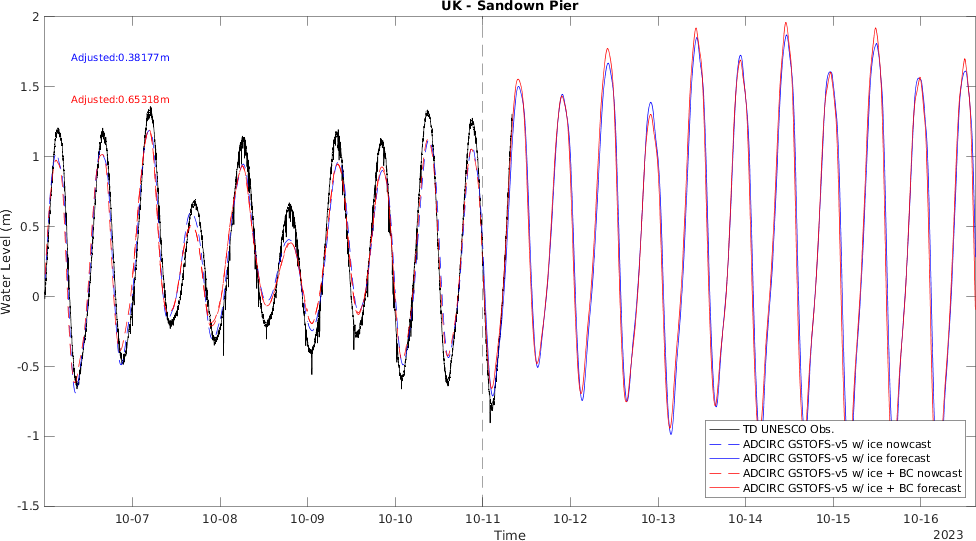 UK - Sandown Pier
Adjusted:0.38177m
Adjusted:0.65318m
Water Level (m)
2
1.5
1
0.5
0
-0.5
-1
-1.5
TD UNESCO Obs.
ADCIRC GSTOFS-v5 w/ ice nowcast
ADCIRC GSTOFS-v5 w/ ice forecast
ADCIRC GSTOFS-v5 w/ ice + BC nowcast
ADCIRC GSTOFS-v5 w/ ice + BC forecast
10-07 10-08 10-09 10-10 10-11 10-12 10-13 10-14 10-15 10-16
Time
2023